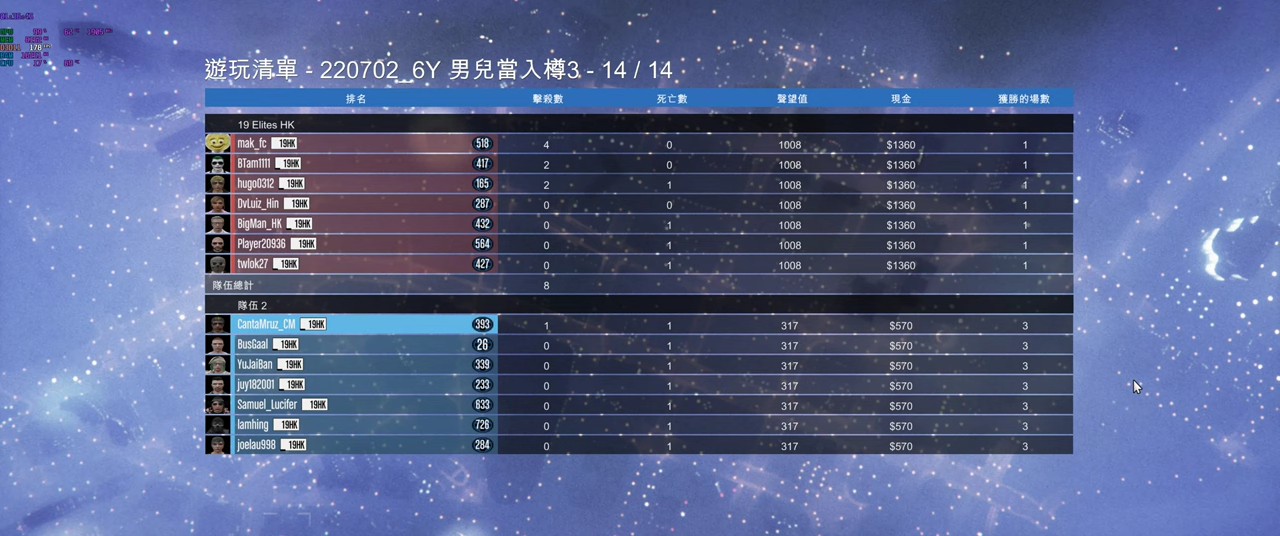 178
遊玩清單 - 220702_6Y 男兒當入樽3 - 14 / 14
排名 擊殺數 死亡數 聲望值 現金 獲勝的場數
19 Elites HK
mak_fc 19HK 518 4 0 1008 $1360 1
BTam1111 19HK 417 2 0 1008 $1360 1
hugo0312 19HK 165 2 1 1008 $1360 1
DvLuiz_Hin 19HK 287 0 0 1008 $1360 1
BigMan_HK 19HK 432 0 1 1008 $1360 1
Player20936 19HK 564 0 1 1008 $1360 1
twlok27 19HK 427 0 1 1008 $1360 1
隊伍總計 8
隊伍 2
CantaMruz_CM 19HK 393 1 1 317 $570 3
BusGaal 19HK 26 0 1 317 $570 3
YuJaiBan 19HK 339 0 1 317 $570 3
juy182001 19HK 233 0 1 317 $570 3
Samuel_Lucifer 19HK 633 0 1 317 $570 3
lamhing 19HK 726 0 1 317 $570 3
joelau998 19HK 284 0 1 317 $570 3